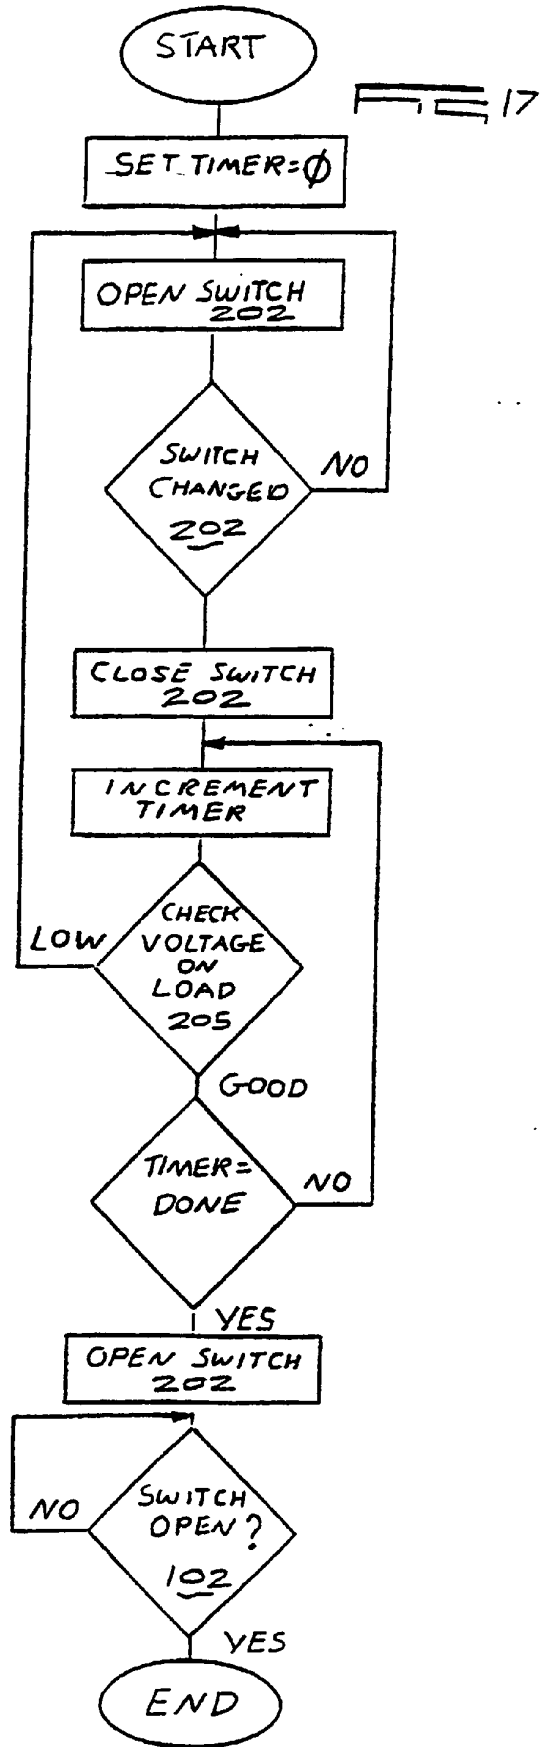 START
FIG 17
SET TIMER=Ø
OPEN SWITCH
202
SWITCH
CHANGED
202
NO
CLOSE SWITCH
202
INCREMENT
TIMER
CHECK
VOLTAGE
ON
LOAD
205
LOW
GOOD
TIMER=
DONE
NO
YES
OPEN SWITCH
202
SWITCH
OPEN?
102
NO
YES
END